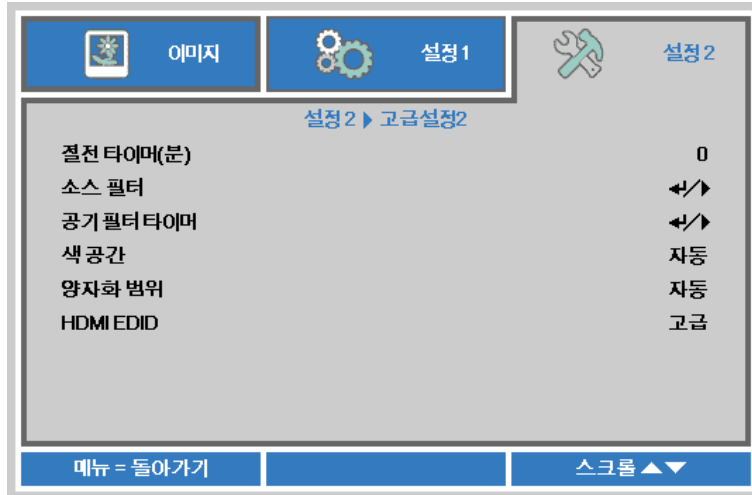 이미지
설정 1
설정 2
설정 2 ▶ 고급설정2
절전 타이머(분) 0
소스 필터 ↵/▶
공기 필터 타이머 ↵/▶
색 공간 자동
양자화 범위 자동
HDMI EDID 고급
메뉴 = 돌아가기
스크롤 ▲▼